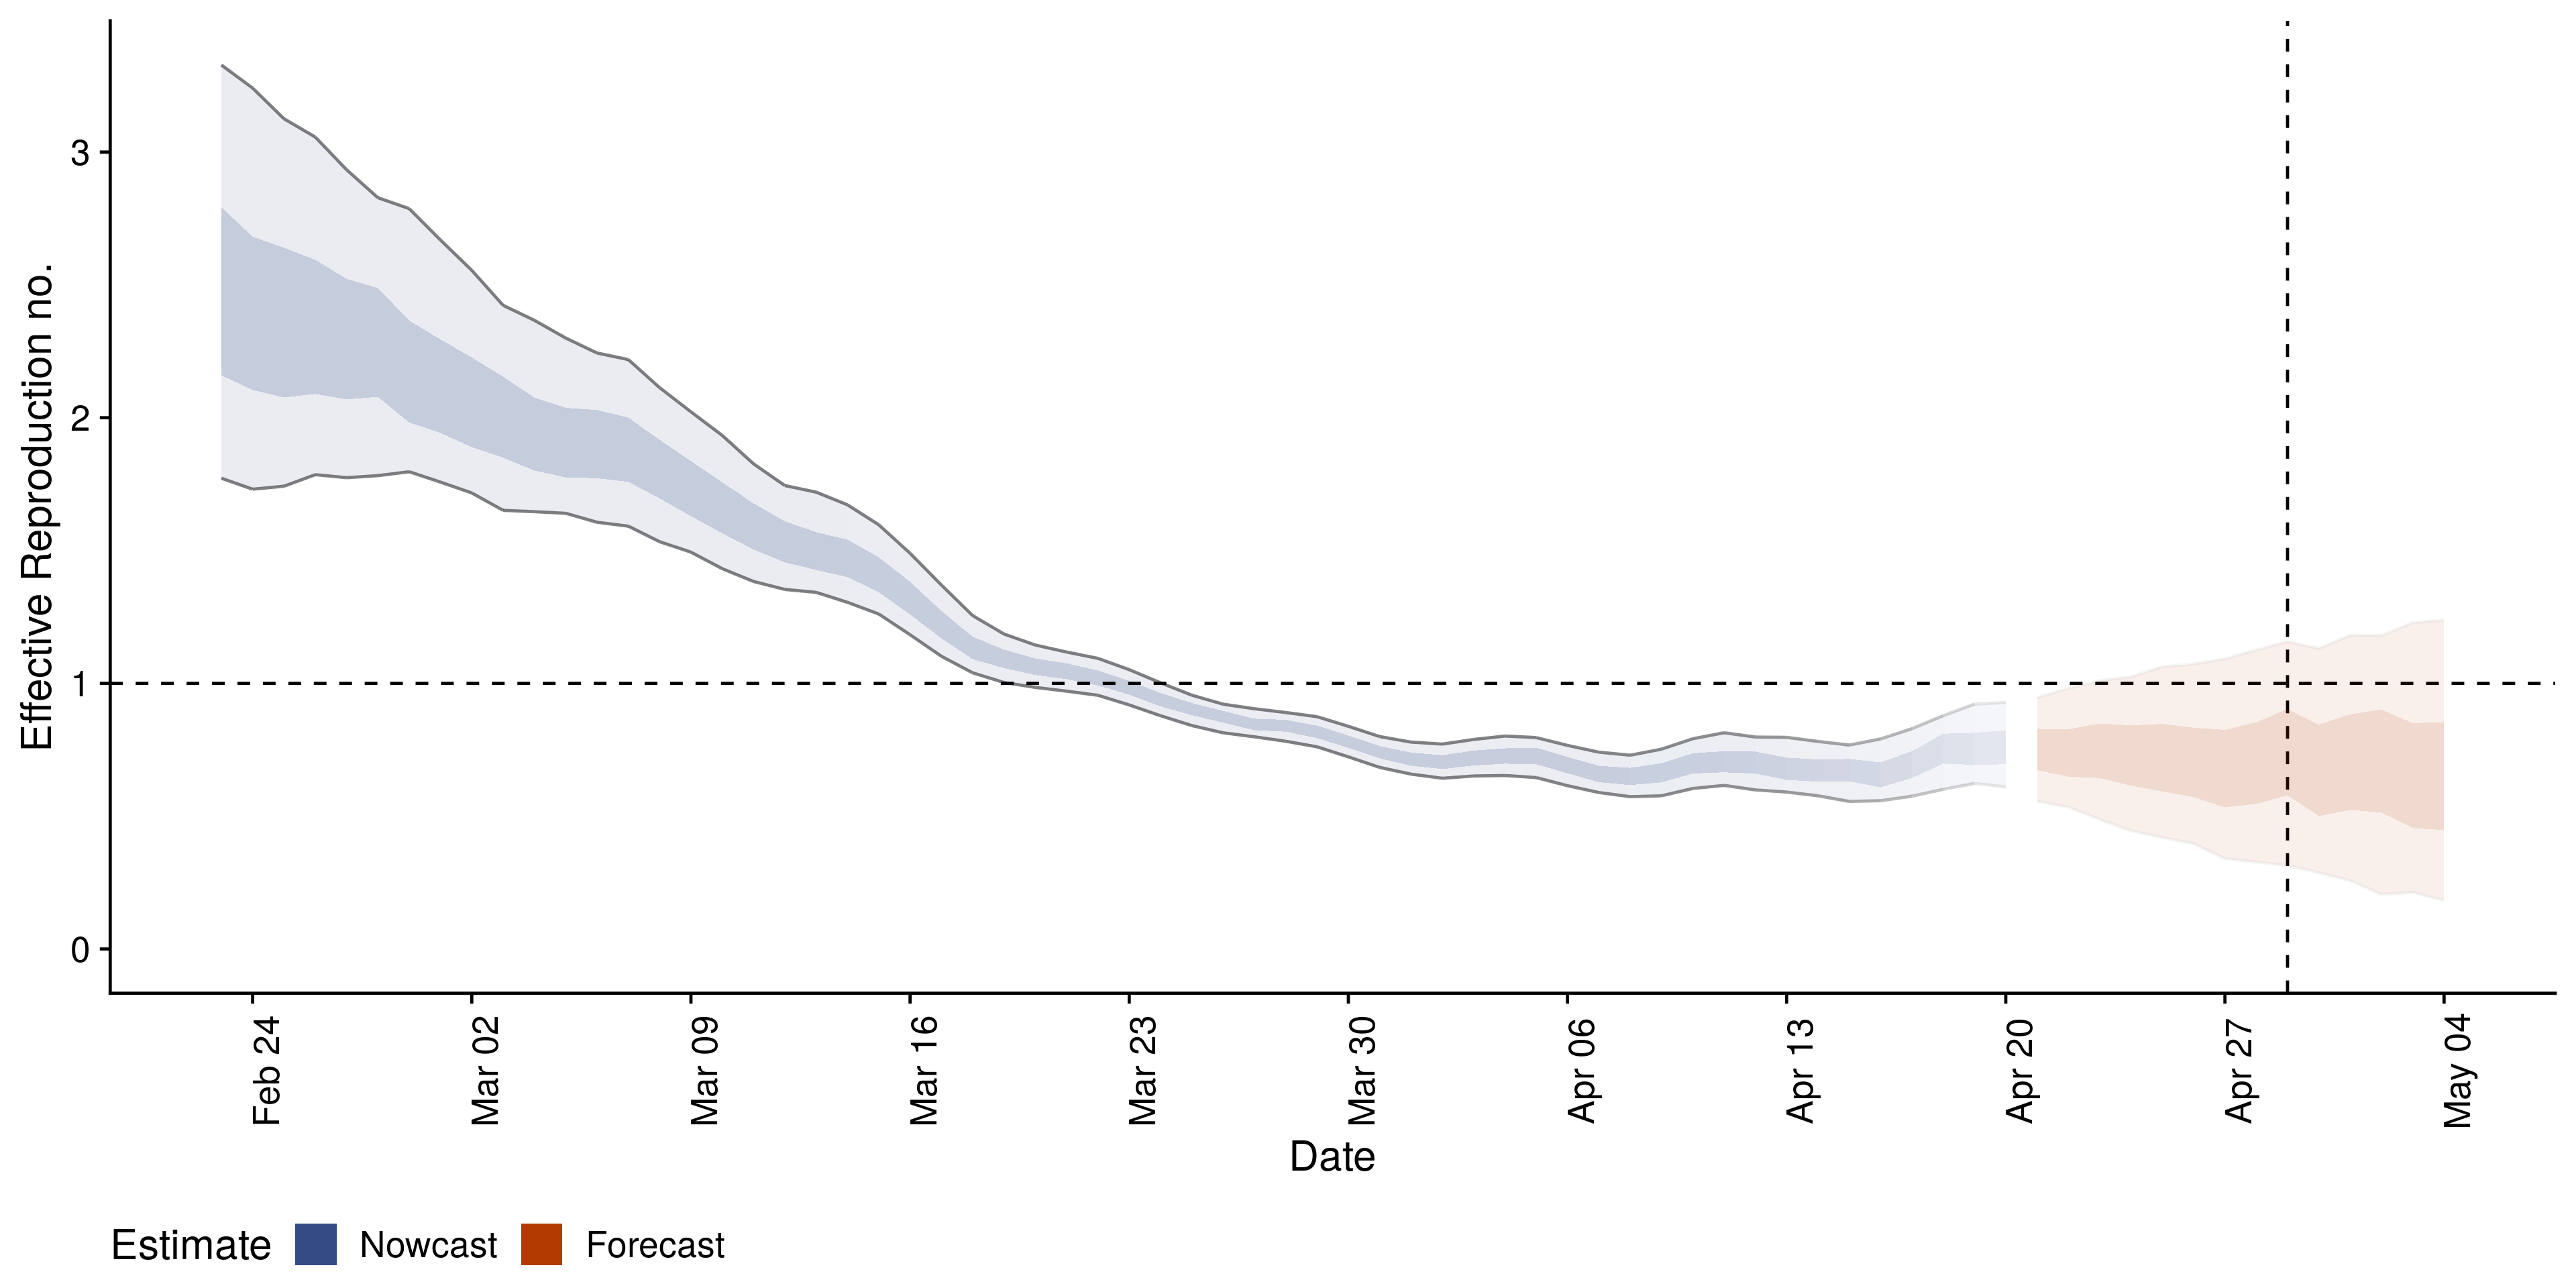 Effective Reproduction no.
3
2
1
0
Feb 24
Mar 02
Mar 09
Mar 16
Mar 23
Mar 30
Apr 06
Apr 13
Apr 20
Apr 27
May 04
Date
Estimate Nowcast Forecast